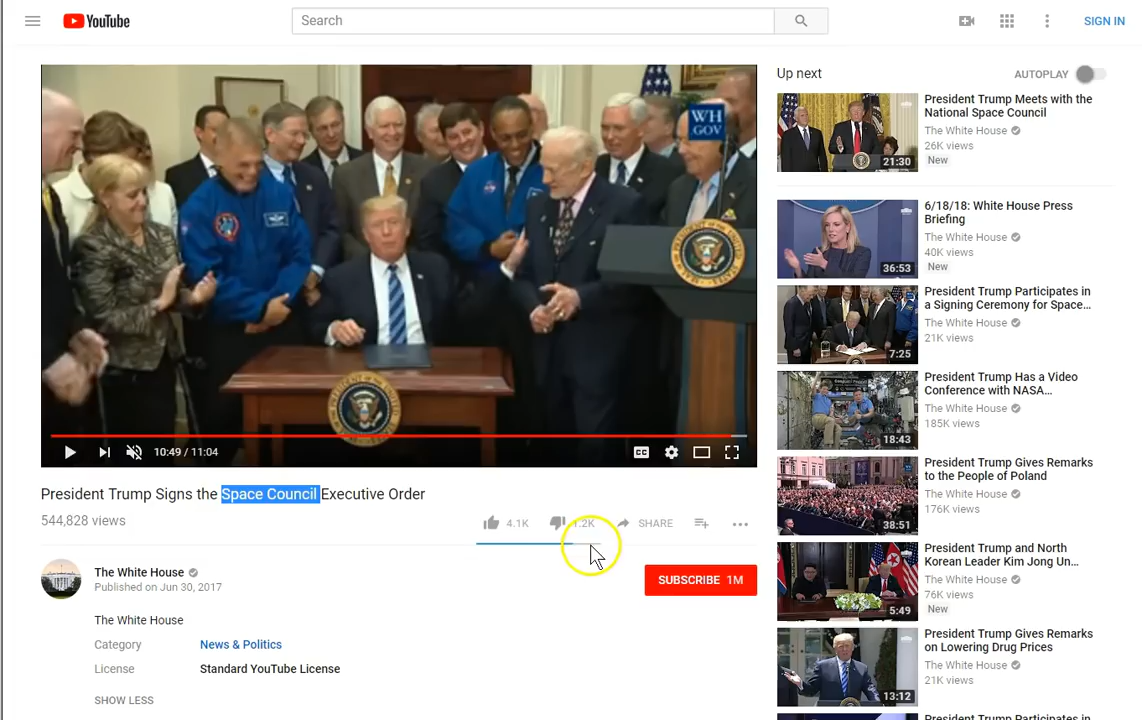 YouTube
Search
SIGN IN
WH
GOV
10:49 / 11:04
CC
President Trump Signs the Space Council Executive Order
544,828 views
4.1K
1.2K
SHARE
The White House
Published on Jun 30, 2017
SUBSCRIBE 1M
The White House
Category
News & Politics
License
Standard YouTube License
SHOW LESS
Up next
AUTOPLAY
21:30
President Trump Meets with the
National Space Council
The White House
26K views
New
36:53
6/18/18: White House Press
Briefing
The White House
40K views
New
7:25
President Trump Participates in
a Signing Ceremony for Space...
The White House
21K views
18:43
President Trump Has a Video
Conference with NASA...
The White House
185K views
38:51
President Trump Gives Remarks
to the People of Poland
The White House
176K views
5:49
President Trump and North
Korean Leader Kim Jong Un...
The White House
76K views
New
13:12
President Trump Gives Remarks
on Lowering Drug Prices
The White House
21K views
President Trump Participates in